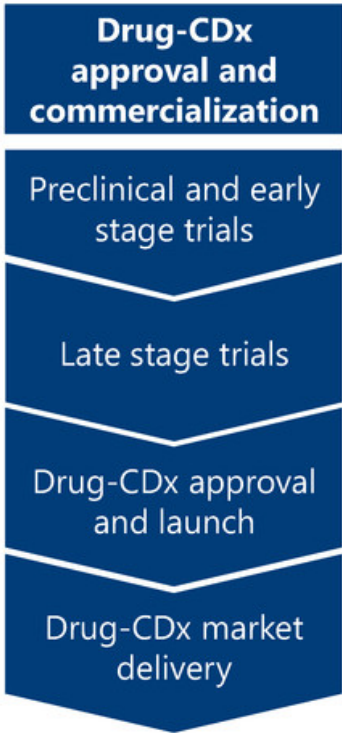 Drug-CDx
approval and
commercialization
Preclinical and early
stage trials
Late stage trials
Drug-CDx approval
and launch
Drug-CDx market
delivery